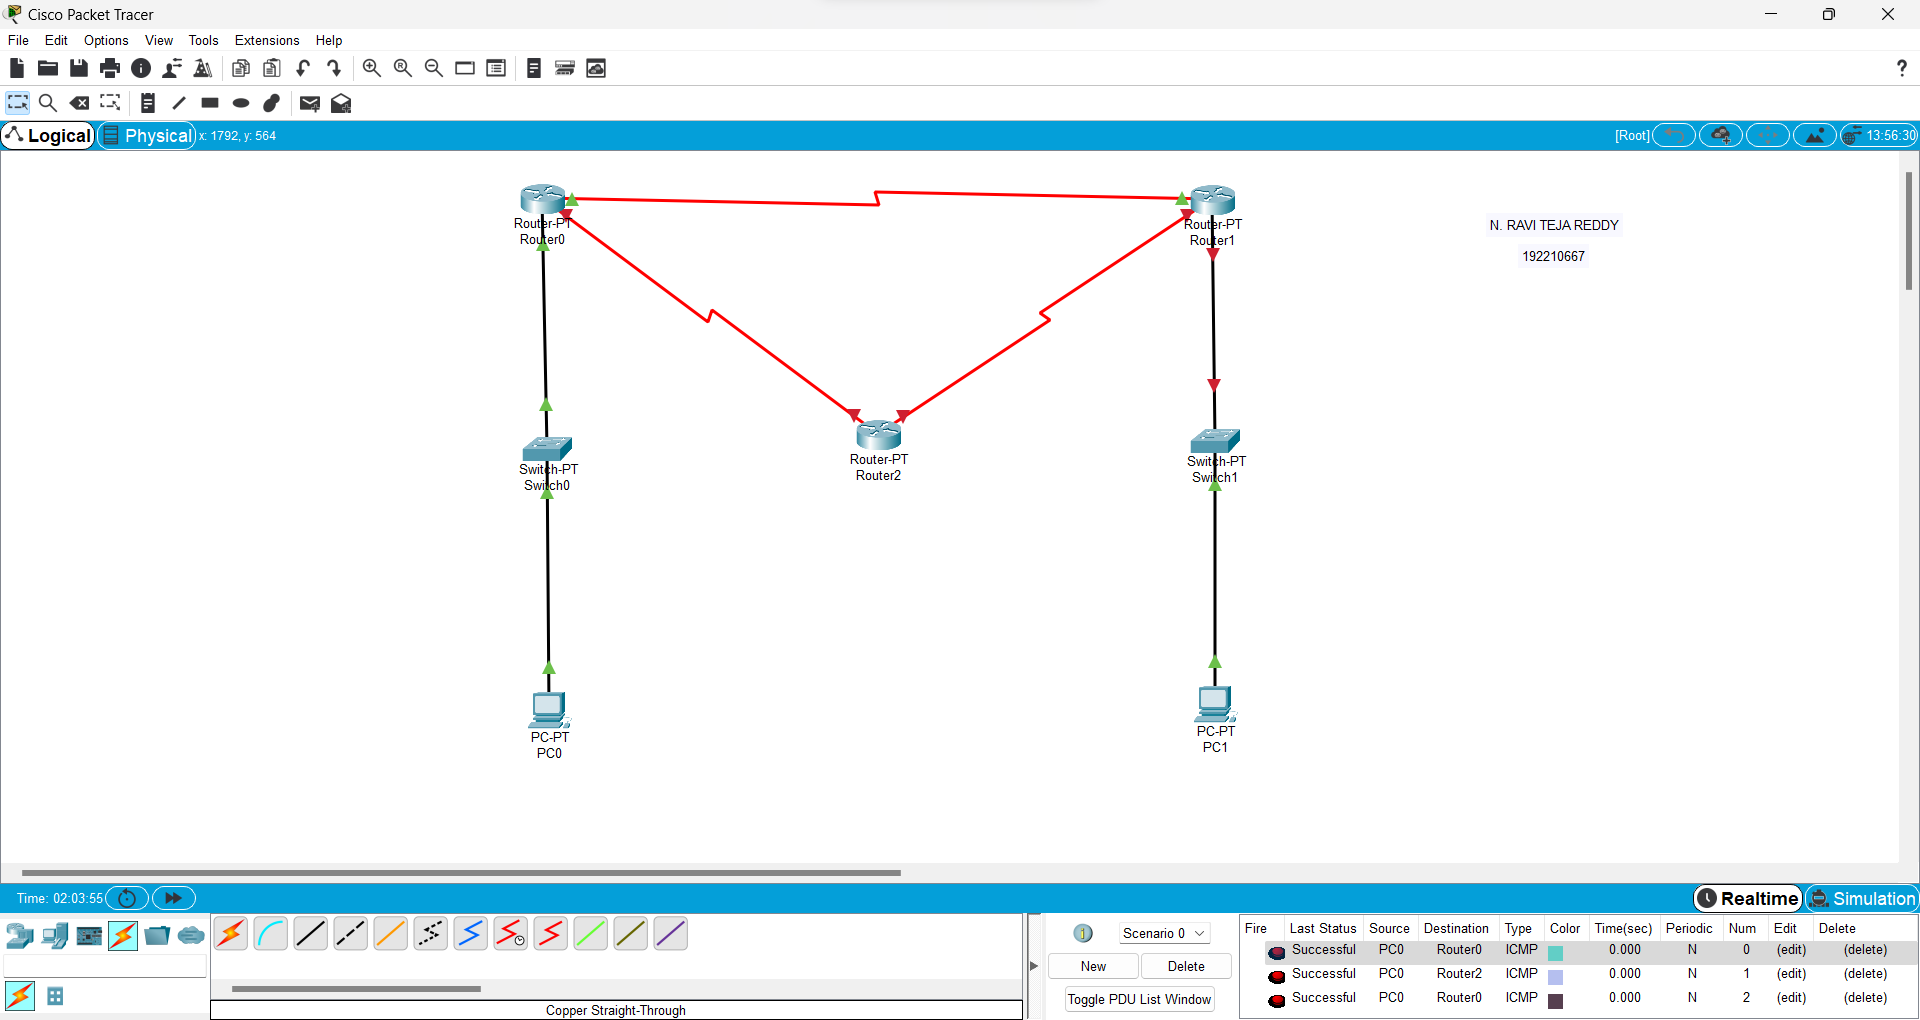 Cisco Packet Tracer
File Edit Options View Tools Extensions Help
Logical Physical x: 1792, y: 564 [Root] 13:56:30
Router-PT
Router0
Router-PT
Router1
N. RAVI TEJA REDDY
192210667
Switch-PT
Switch0
Router-PT
Router2
Switch-PT
Switch1
PC-PT
PC0
PC-PT
PC1
Time: 02:03:55 Realtime Simulation
Scenario 0
New Delete
Toggle PDU List Window
Copper Straight-Through
Fire Last Status Source Destination Type Color Time(sec) Periodic Num Edit Delete
Successful PC0 Router0 ICMP 0.000 N 0 (edit) (delete)
Successful PC0 Router2 ICMP 0.000 N 1 (edit) (delete)
Successful PC0 Router0 ICMP 0.000 N 2 (edit) (delete)